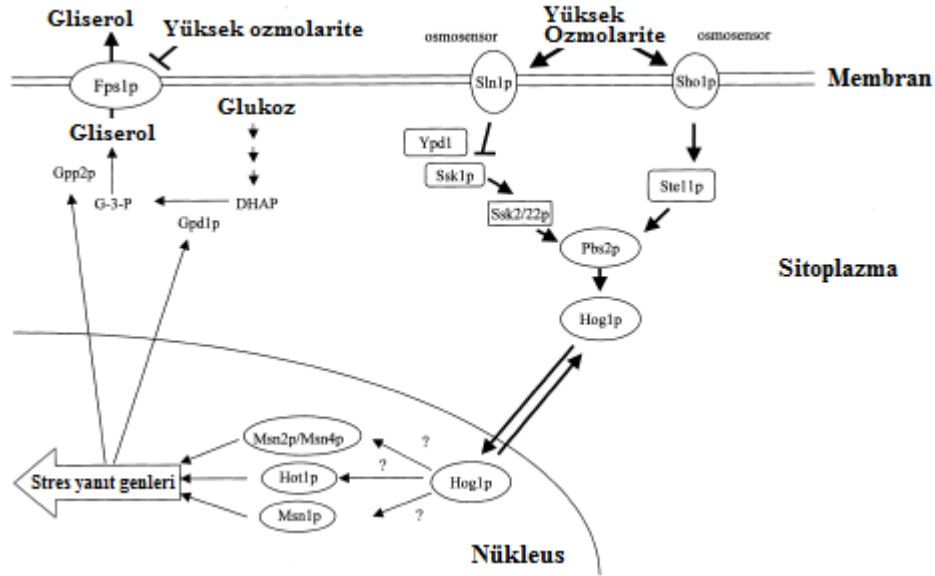 Gliserol
Yüksek ozmolarite
osmosensor
Yüksek
Ozmolarite
osmosensor
Fps1p
Sln1p
Sho1p
Membran
Glukoz
Gliserol
Ypd1
Gpp2p
Ssk1p
Ste11p
G-3-P
DHAP
Gpd1p
Ssk2/22p
Pbs2p
Sitoplazma
Hog1p
Msn2p/Msn4p
?
?
Stres yanıt genleri
Hot1p
Hog1p
Msn1p
?
Nükleus